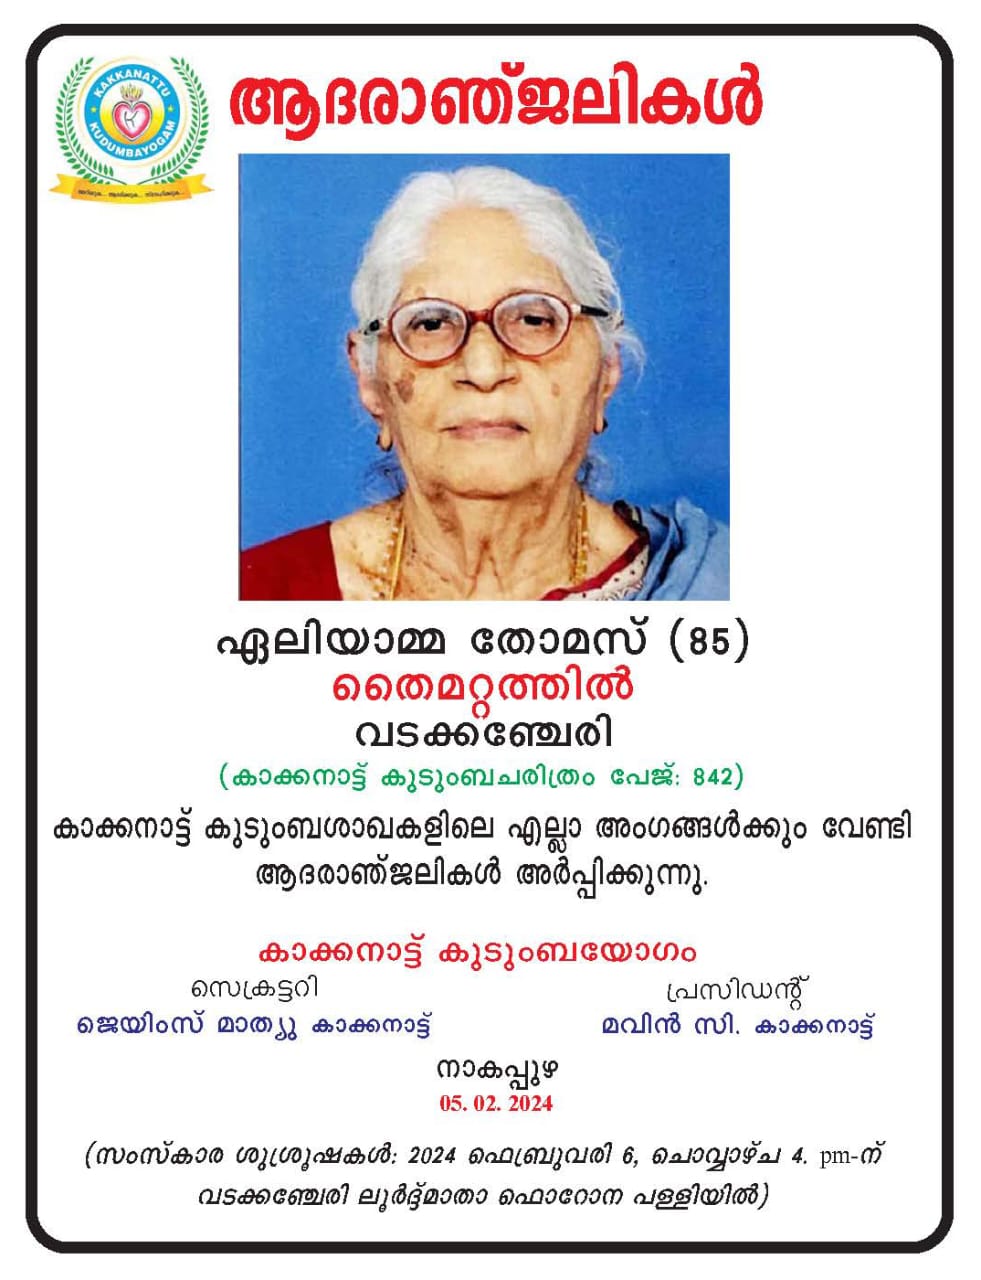 KAKKANATTU
KUDUMBAYOGAM
ആദരാഞ്ജലികൾ
ഏലിയാമ്മ തോമസ് (85)
തൈമറ്റത്തിൽ
വടക്കഞ്ചേരി
(കാക്കനാട്ട് കുടുംബചരിത്രം പേജ്: 842)
കാക്കനാട്ട് കുടുംബശാഖകളിലെ എല്ലാ അംഗങ്ങൾക്കും വേണ്ടി
ആദരാഞ്ജലികൾ അർപ്പിക്കുന്നു.
കാക്കനാട്ട് കുടുംബയോഗം
സെക്രട്ടറി
ജെയിംസ് മാത്യു കാക്കനാട്ട്
പ്രസിഡന്റ്
മവിൻ സി. കാക്കനാട്ട്
നാകപ്പുഴ
05. 02. 2024
(സംസ്കാര ശുശ്രൂഷകൾ: 2024 ഫെബ്രുവരി 6, ചൊവ്വാഴ്ച 4. pm-ന്
വടക്കഞ്ചേരി ലൂർദ്ദ്മാതാ ഫൊറോന പള്ളിയിൽ)